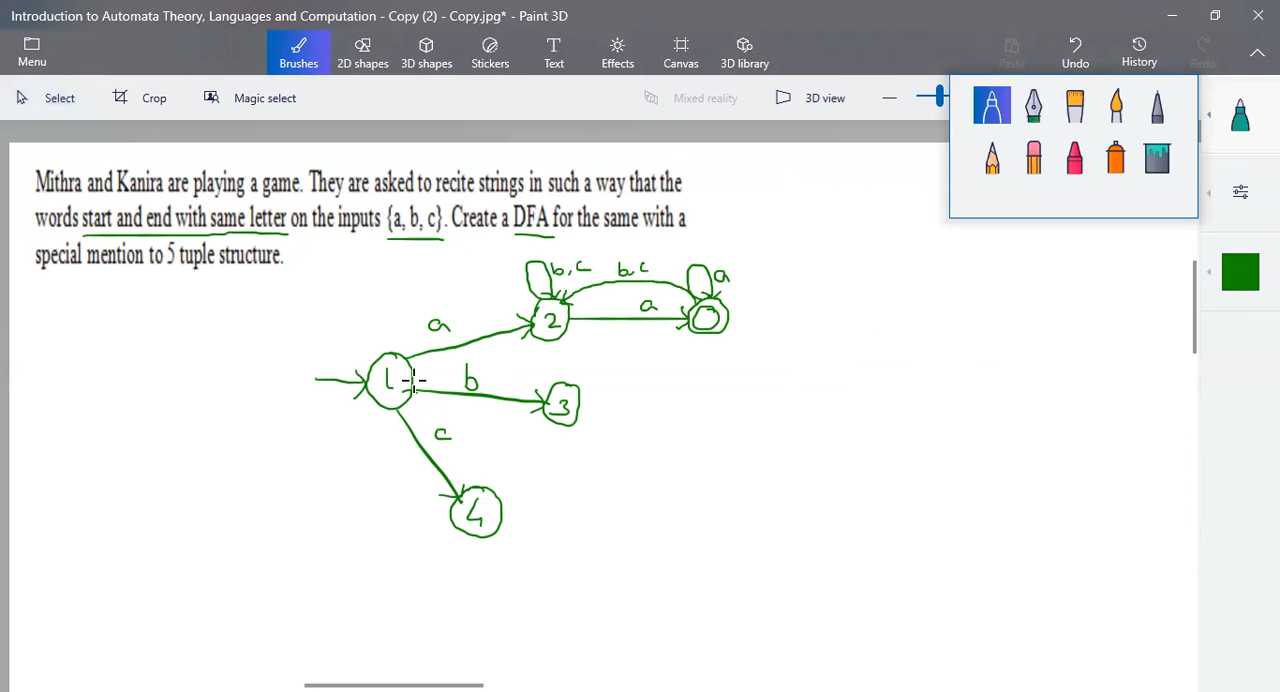 Introduction to Automata Theory, Languages and Computation - Copy (2) - Copy.jpg* - Paint 3D
Menu
Brushes
2D shapes
3D shapes
Stickers
Text
Effects
Canvas
3D library
Paste
Undo
History
Redo
Select
Crop
Magic select
Mixed reality
3D view
Mithra and Kanira are playing a game. They are asked to recite strings in such a way that the
words start and end with same letter on the inputs {a, b, c}. Create a DFA for the same with a
special mention to 5 tuple structure.
b, c
b, c
a
a
a
2
1
b
3
c
4